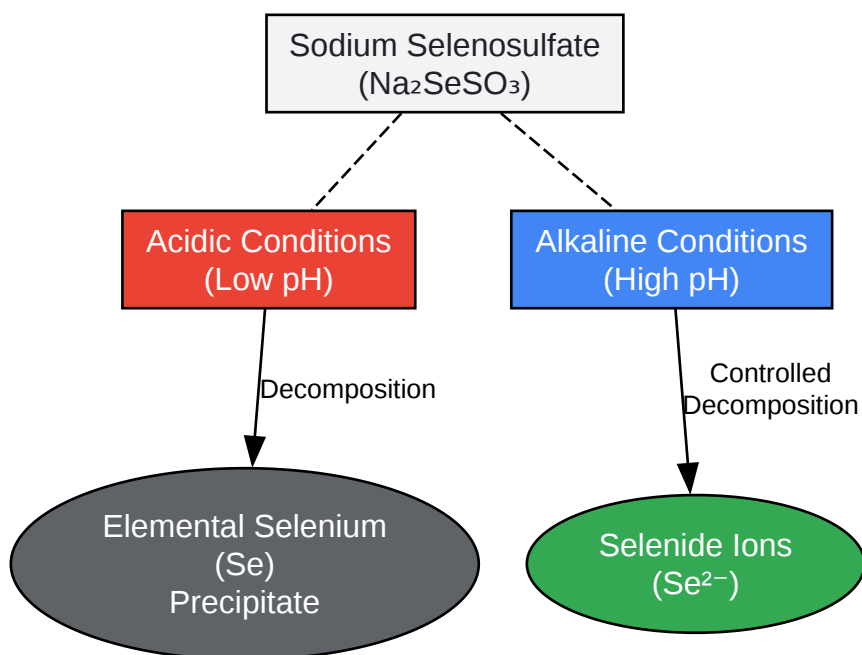 Sodium Selenosulfate
(Na₂SeSO₃)
Acidic Conditions
(Low pH)
Alkaline Conditions
(High pH)
Decomposition
Controlled
Decomposition
Elemental Selenium
(Se)
Precipitate
Selenide Ions
(Se²⁻)